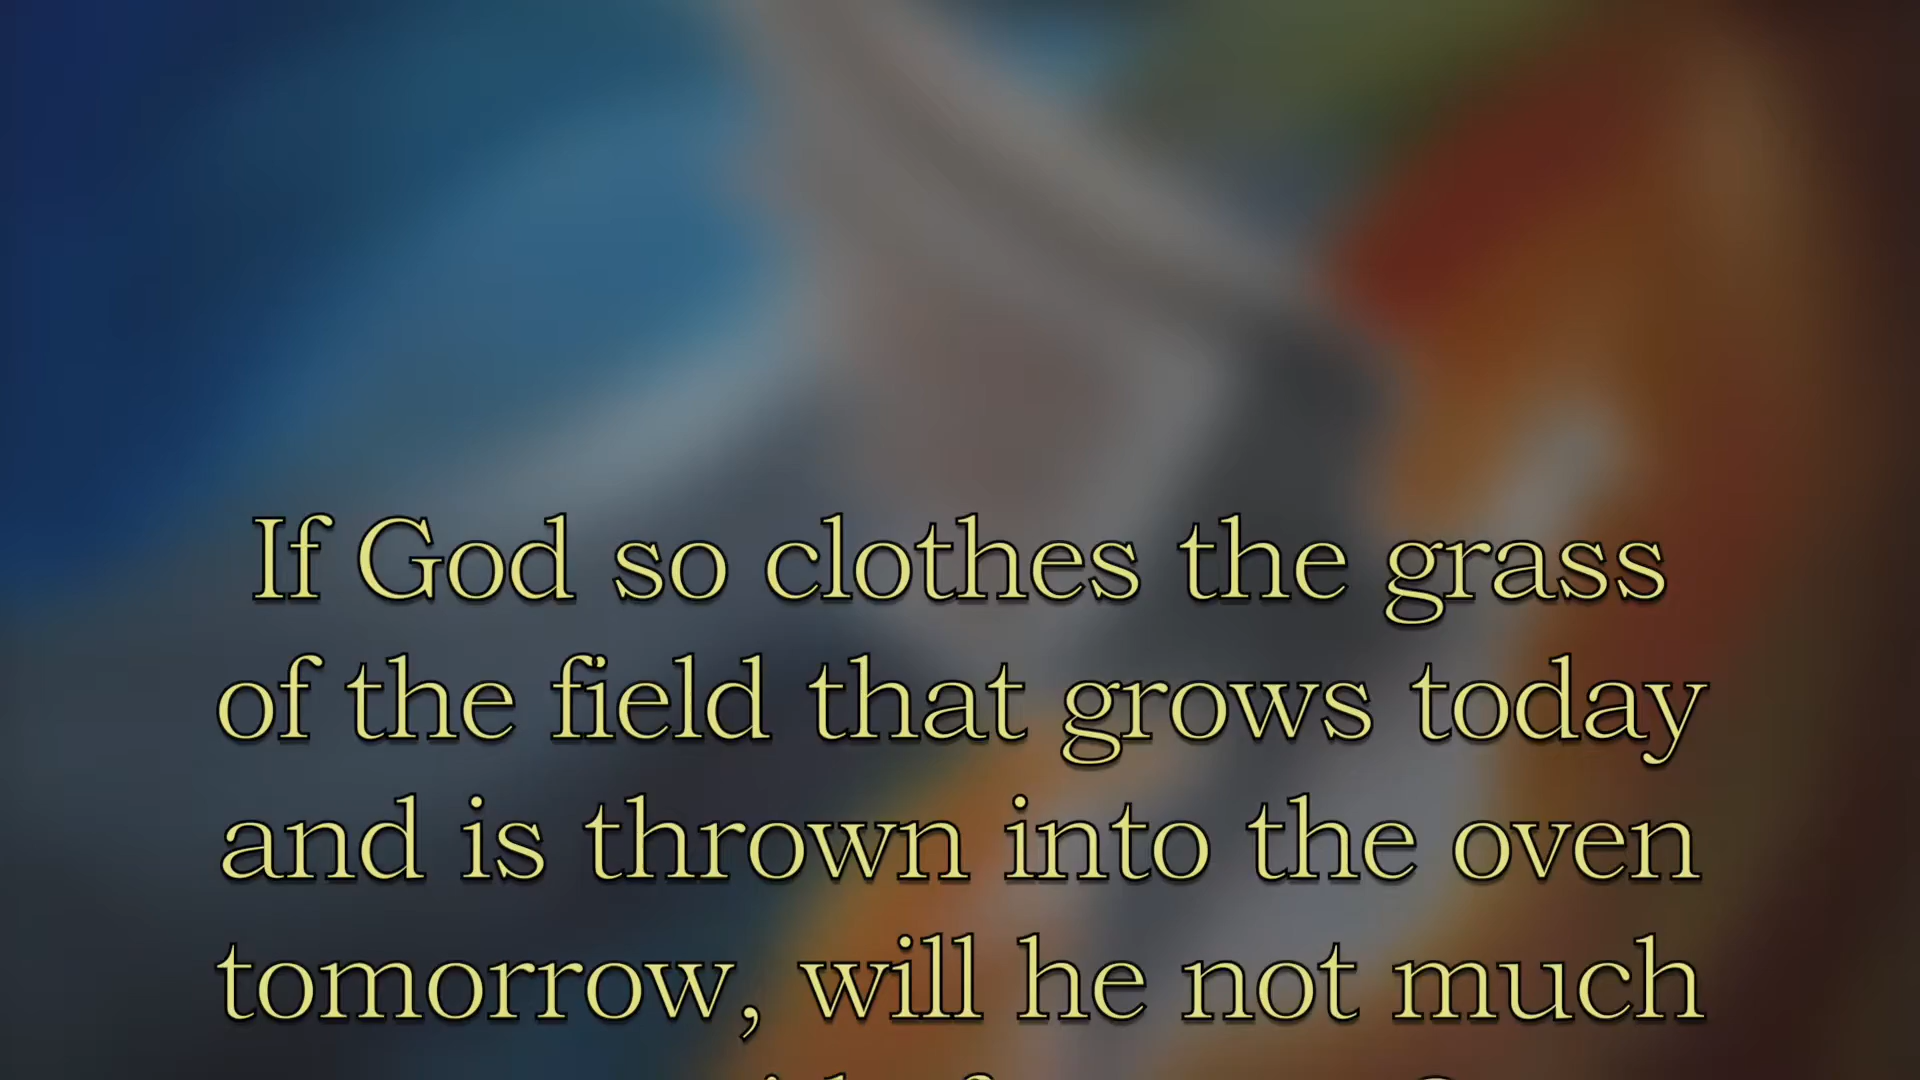 If God so clothes the grass
of the field that grows today
and is thrown into the oven
tomorrow, will he not much